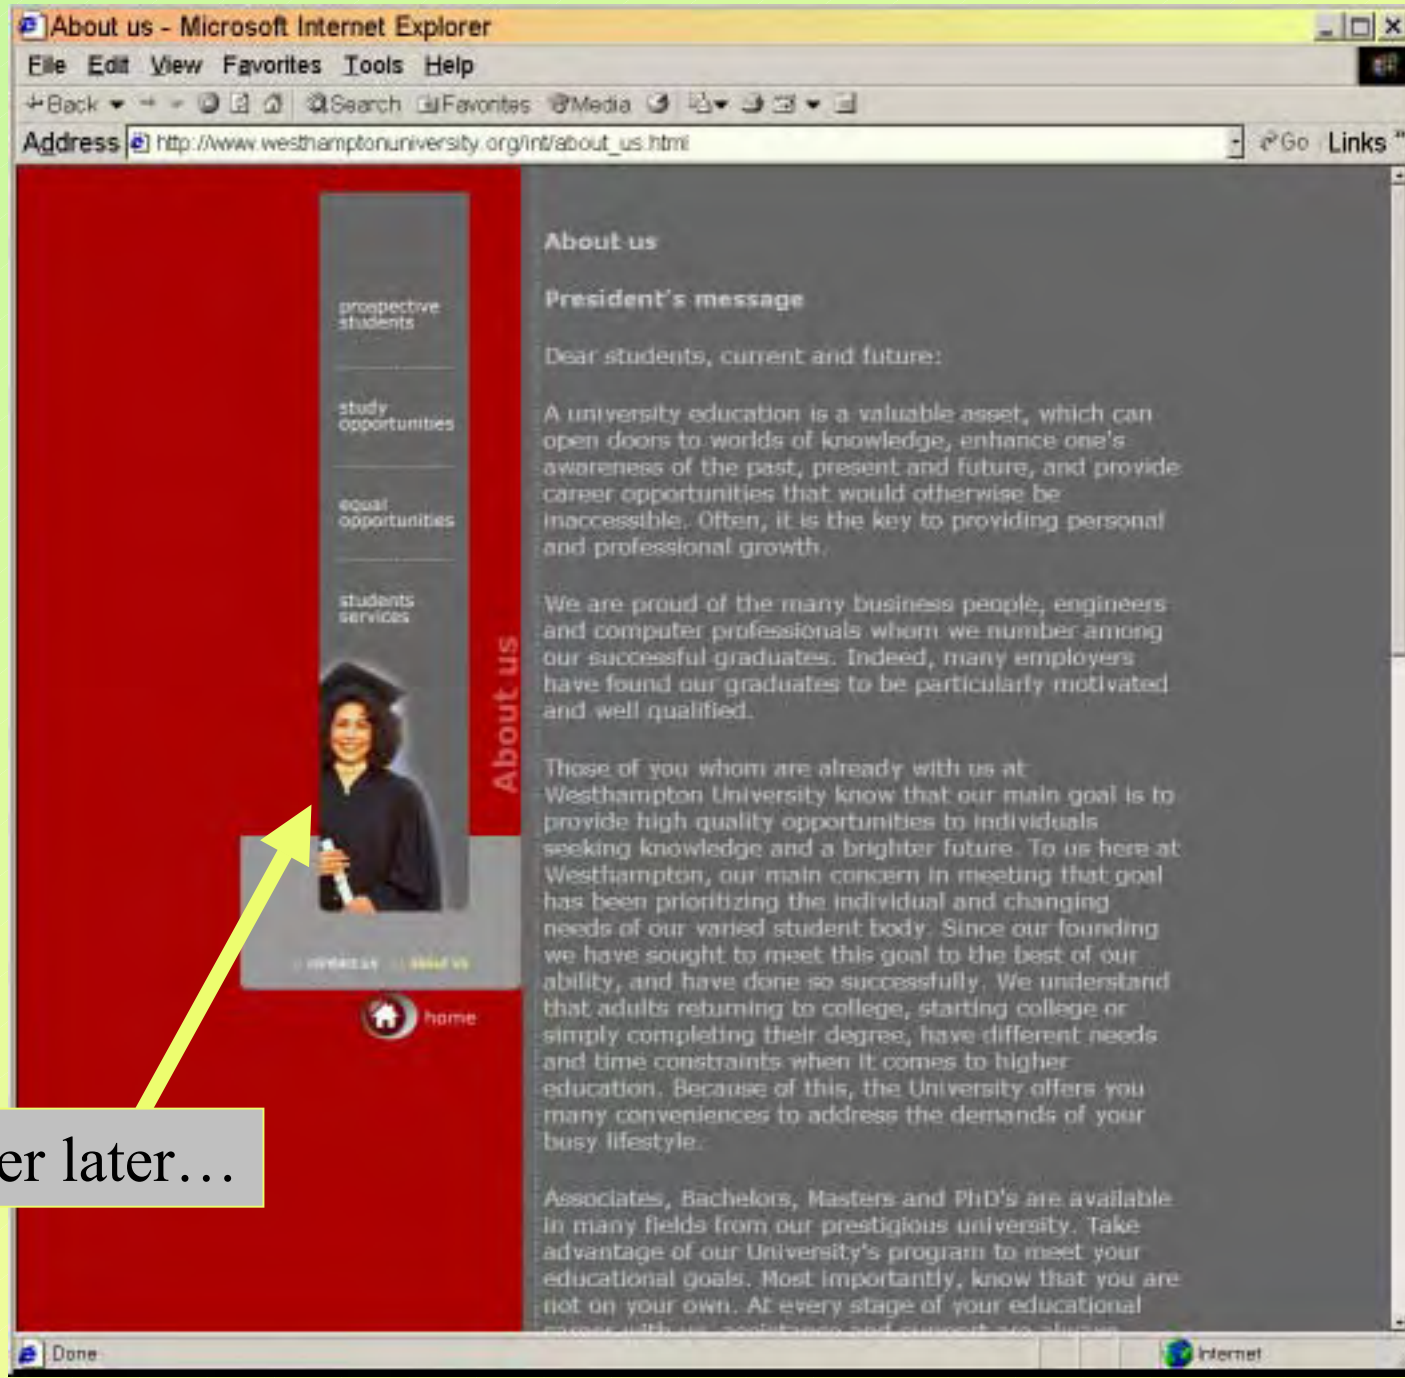 About us - Microsoft Internet Explorer
File Edit View Favorites Tools Help
Back Search Favorites Media
Address http://www.westhamptonuniversity.org/int/about_us.html Go Links "
prospective
students
study
opportunities
equal
opportunities
students
services
About us
contact us :: about us
home
er later…
About us
President's message
Dear students, current and future:
A university education is a valuable asset, which can
open doors to worlds of knowledge, enhance one's
awareness of the past, present and future, and provide
career opportunities that would otherwise be
inaccessible. Often, it is the key to providing personal
and professional growth.
We are proud of the many business people, engineers
and computer professionals whom we number among
our successful graduates. Indeed, many employers
have found our graduates to be particularly motivated
and well qualified.
Those of you whom are already with us at
Westhampton University know that our main goal is to
provide high quality opportunities to individuals
seeking knowledge and a brighter future. To us here at
Westhampton, our main concern in meeting that goal
has been prioritizing the individual and changing
needs of our varied student body. Since our founding
we have sought to meet this goal to the best of our
ability, and have done so successfully. We understand
that adults returning to college, starting college or
simply completing their degree, have different needs
and time constraints when it comes to higher
education. Because of this, the University offers you
many conveniences to address the demands of your
busy lifestyle.
Associates, Bachelors, Masters and PhD's are available
in many fields from our prestigious university. Take
advantage of our University's program to meet your
educational goals. Most importantly, know that you are
not on your own. At every stage of your educational
Done Internet